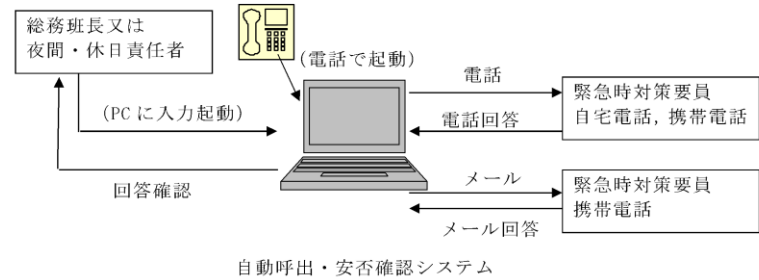 総務班長又は
夜間・休日責任者
(電話で起動)
(PCに入力起動)
回答確認
電話
電話回答
緊急時対策要員
自宅電話,携帯電話
メール
メール回答
緊急時対策要員
携帯電話
自動呼出・安否確認システム